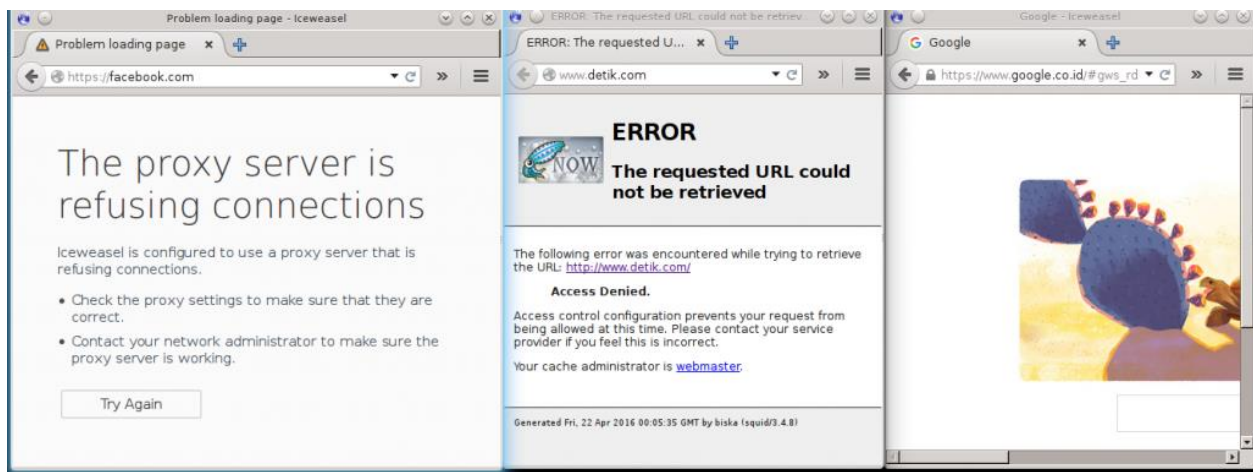 Problem loading page - Iceweasel
Problem loading page
https://facebook.com
The proxy server is
refusing connections
Iceweasel is configured to use a proxy server that is
refusing connections.
• Check the proxy settings to make sure that they are
correct.
• Contact your network administrator to make sure the
proxy server is working.
Try Again
ERROR: The requested URL could not be retriev...
ERROR: The requested U...
www.detik.com
NOW
ERROR
The requested URL could
not be retrieved
The following error was encountered while trying to retrieve
the URL: http://www.detik.com/
Access Denied.
Access control configuration prevents your request from
being allowed at this time. Please contact your service
provider if you feel this is incorrect.
Your cache administrator is webmaster.
Generated Fri, 22 Apr 2016 00:05:35 GMT by biska (squid/3.4.8)
Google - Iceweasel
G Google
https://www.google.co.id/#gws_rd